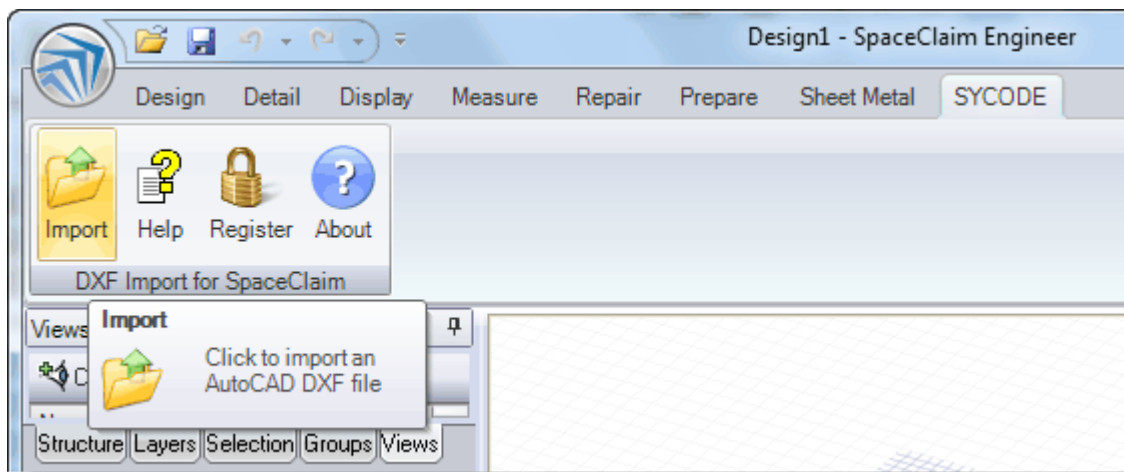 Design1 - SpaceClaim Engineer
Design Detail Display Measure Repair Prepare Sheet Metal SYCODE
Import Help Register About
DXF Import for SpaceClaim
Views
Import
Click to import an
AutoCAD DXF file
Structure Layers Selection Groups Views